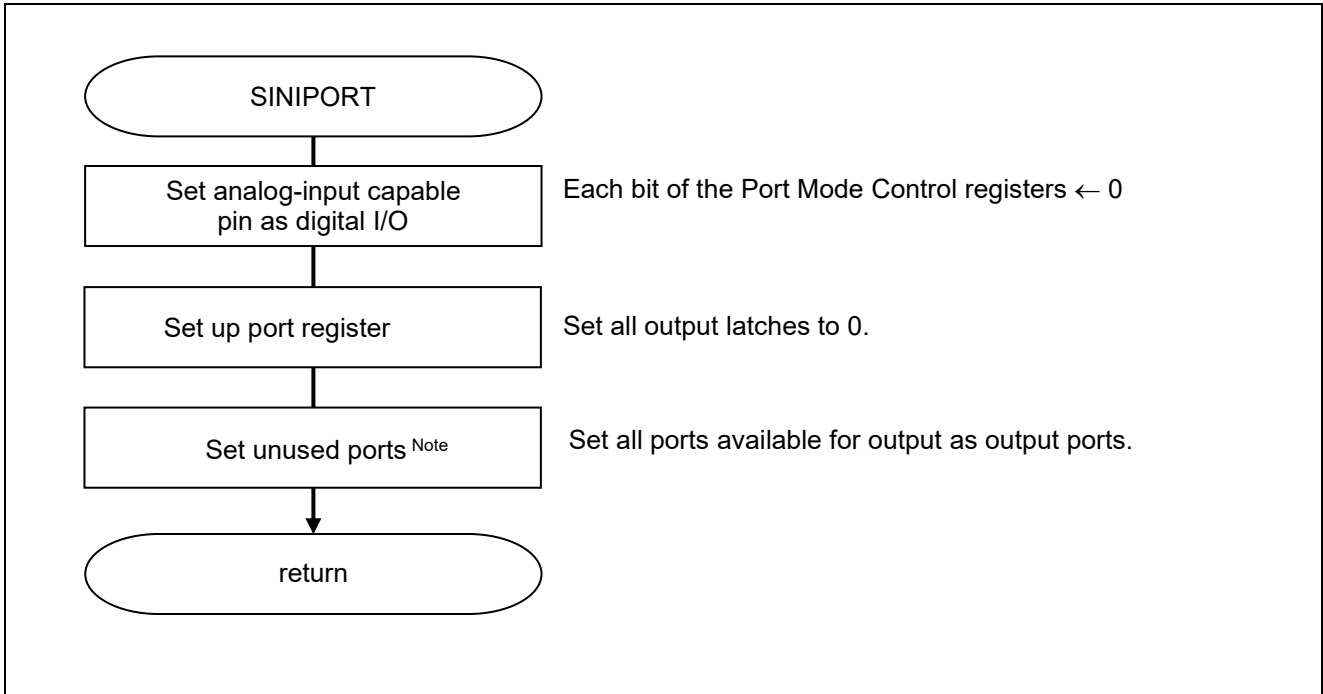 SINIPORT
Set analog-input capable
pin as digital I/O
Each bit of the Port Mode Control registers ← 0
Set up port register
Set all output latches to 0.
Set unused ports Note
Set all ports available for output as output ports.
return